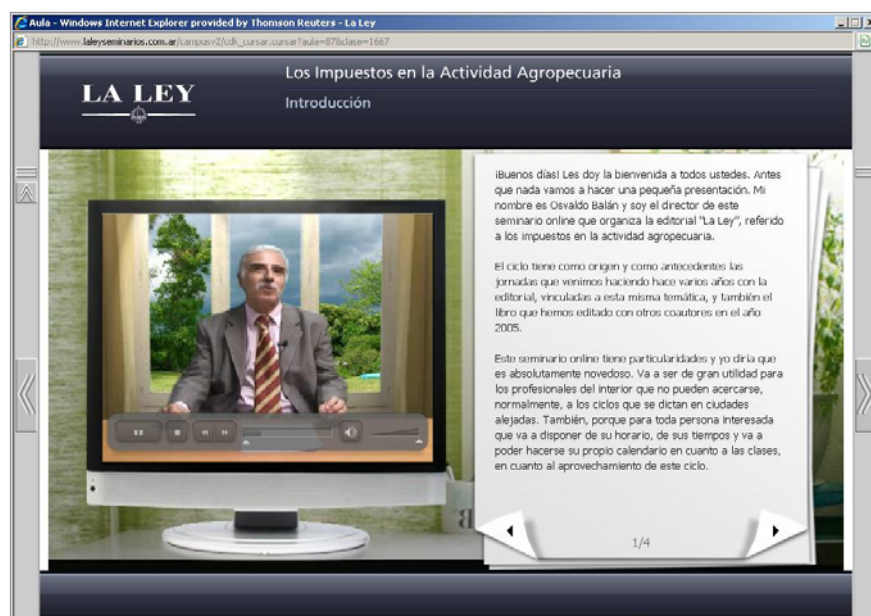 Aula - Windows Internet Explorer provided by Thomson Reuters - La Ley
http://www.laleyseminarios.com.ar/campusv2/cdk_cursar.cursar?aula=87&clase=1667
LA LEY
Los Impuestos en la Actividad Agropecuaria
Introducción
¡Buenos días! Les doy la bienvenida a todos ustedes. Antes
que nada vamos a hacer una pequeña presentación. Mi
nombre es Osvaldo Balán y soy el director de este
seminario online que organiza la editorial "La Ley", referido
a los impuestos en la actividad agropecuaria.
El ciclo tiene como origen y como antecedentes las
jornadas que venimos haciendo hace varios años con la
editorial, vinculadas a esta misma temática, y también el
libro que hemos editado con otros coautores en el año
2005.
Este seminario online tiene particularidades y yo diría que
es absolutamente novedoso. Va a ser de gran utilidad para
los profesionales del interior que no pueden acercarse,
normalmente, a los ciclos que se dictan en ciudades
alejadas. También, porque para toda persona interesada
que va a disponer de su horario, de sus tiempos y va a
poder hacerse su propio calendario en cuanto a las clases,
en cuanto al aprovechamiento de este ciclo.
1/4